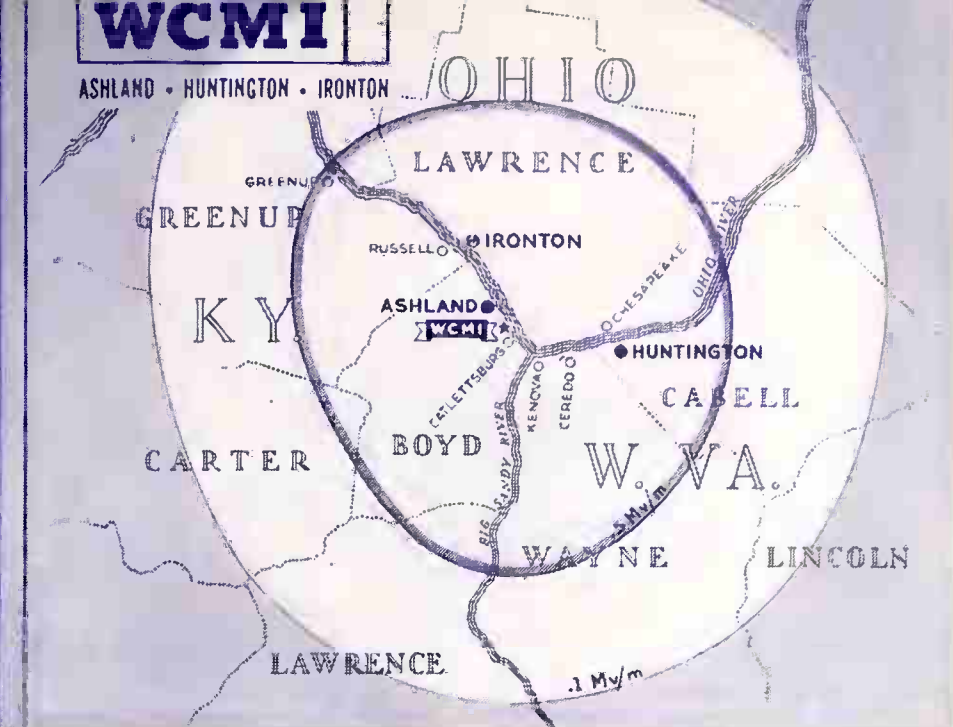 WCMI
ASHLAND • HUNTINGTON • IRONTON
OHIO
LAWRENCE
GREENUP
GREENUP
RUSSELL
IRONTON
CHESAPEAKE
OHIO RIVER
KY.
ASHLAND
WCMI
HUNTINGTON
CATLETTSBURG
KENOVA
CEREDO
CABELL
BOYD
BIG SANDY RIVER
CARTER
W. VA.
.5 Mv/m
WAYNE
LINCOLN
LAWRENCE
.1 Mv/m